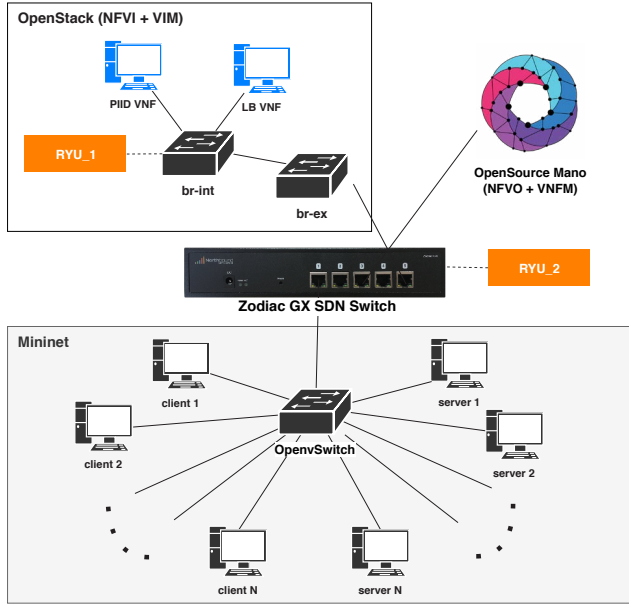 OpenStack (NFVI + VIM)
PIID VNF
LB VNF
RYU_1
br-int
br-ex
OpenSource Mano
(NFVO + VNFM)
RYU_2
Zodiac GX SDN Switch
Mininet
client 1
server 1
client 2
OpenvSwitch
server 2
client N
server N